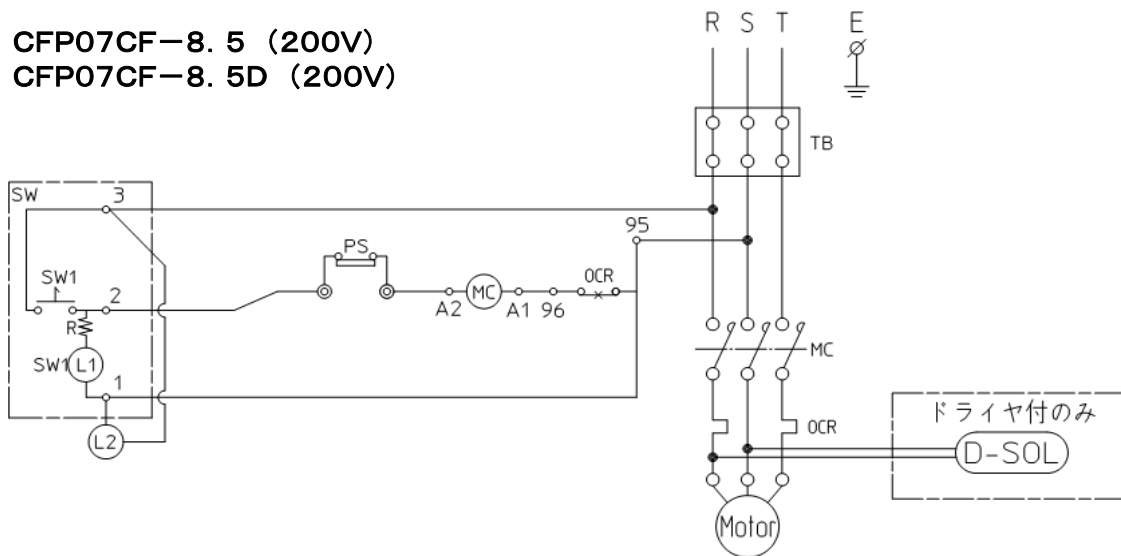 CFP07CF-8.5 (200V)
CFP07CF-8.5D (200V)
R S T E
TB
SW 3
95
PS
SW1
2
OCR
MC
A2 A1 96
R
SW1 L1
1
MC
L2
OCR
ドライヤ付のみ
D-SOL
Motor